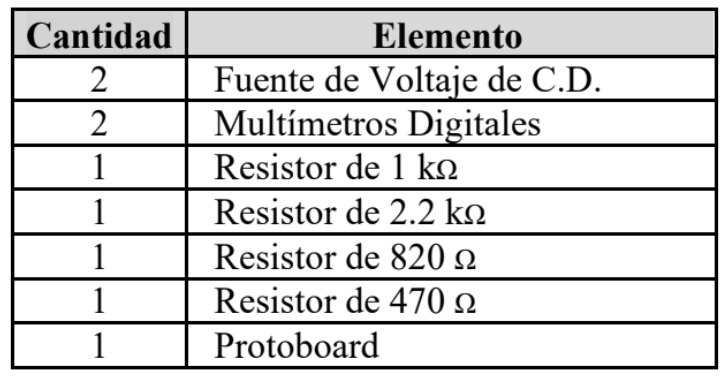 Cantidad Elemento
2 Fuente de Voltaje de C.D.
2 Multímetros Digitales
1 Resistor de 1 kΩ
1 Resistor de 2.2 kΩ
1 Resistor de 820 Ω
1 Resistor de 470 Ω
1 Protoboard